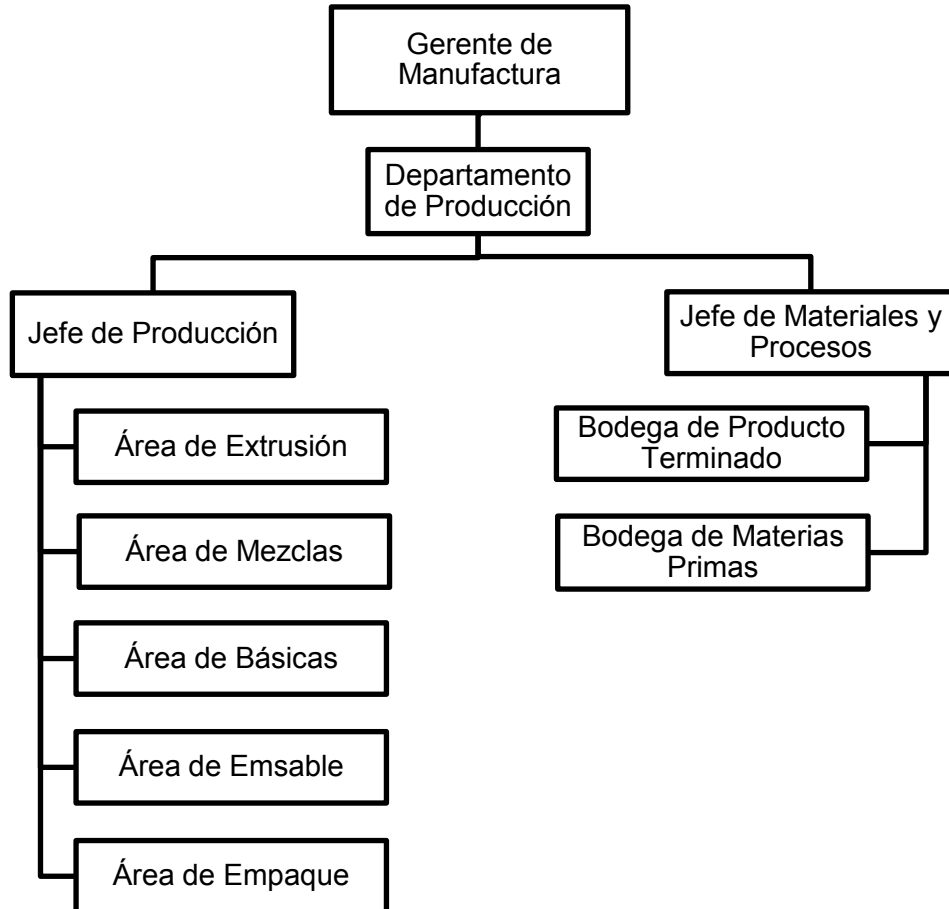 Gerente de
Manufactura
Departamento
de Producción
Jefe de Producción
Jefe de Materiales y
Procesos
Área de Extrusión
Área de Mezclas
Área de Básicas
Área de Emsable
Área de Empaque
Bodega de Producto
Terminado
Bodega de Materias
Primas